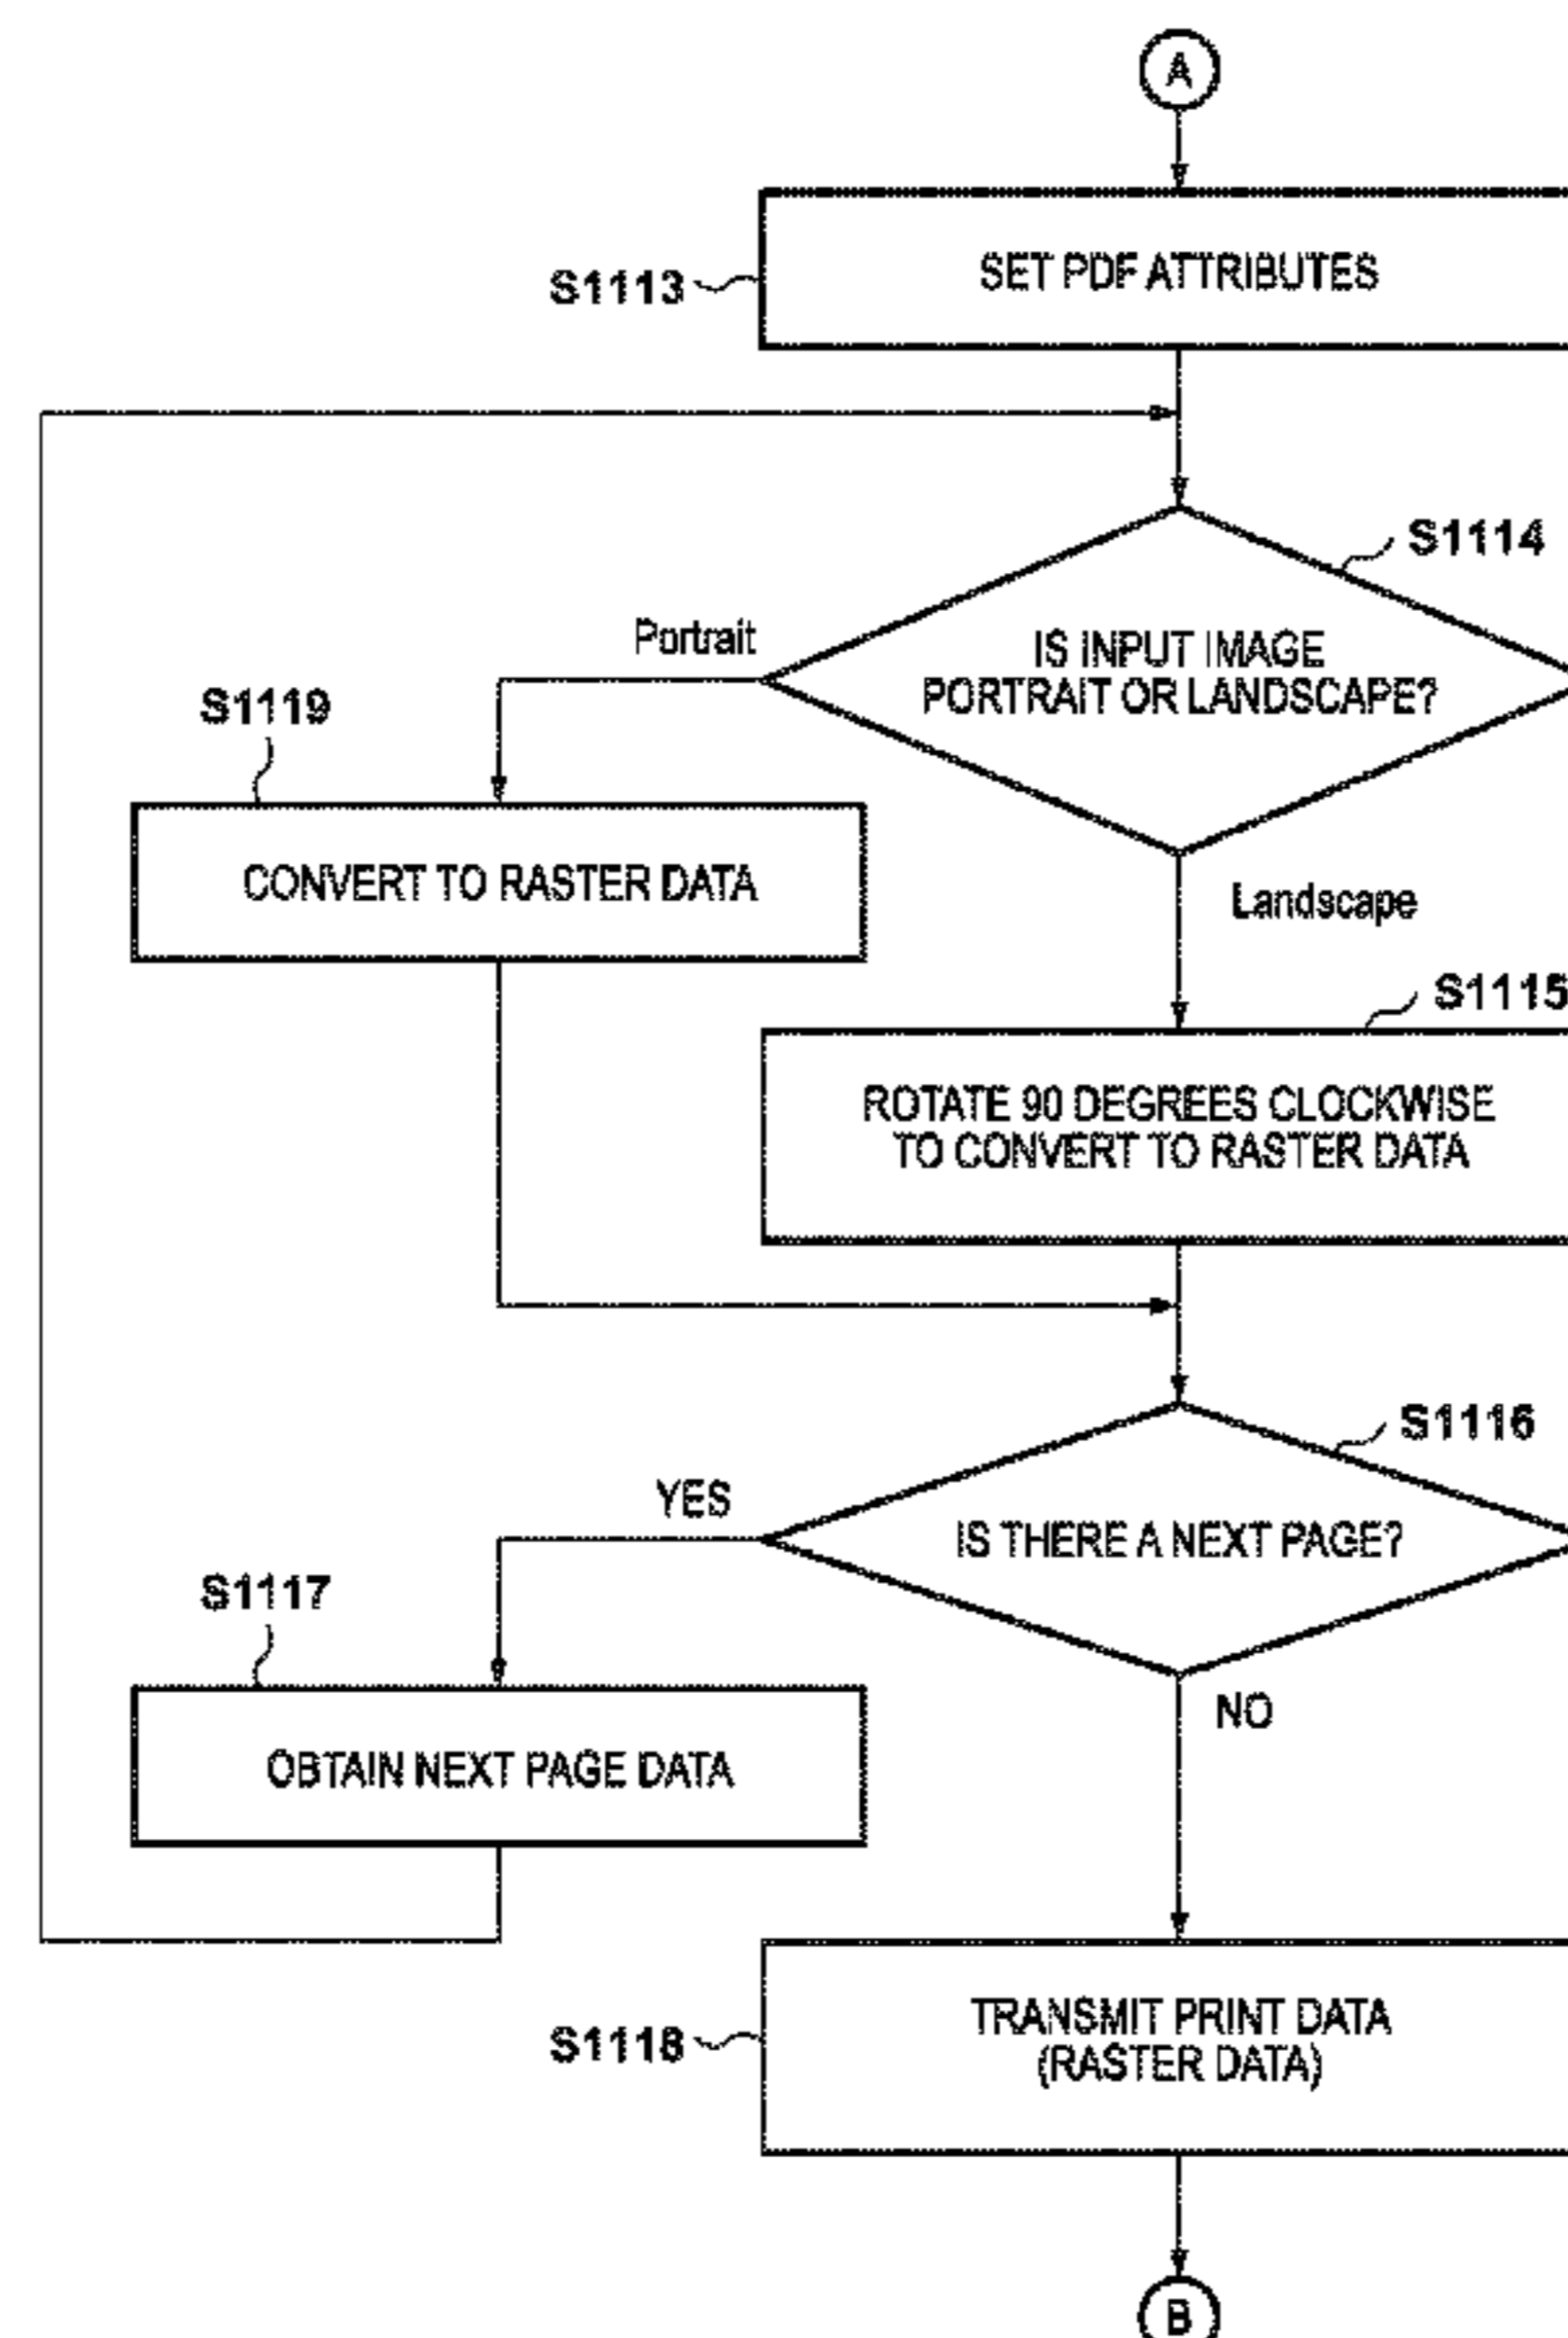 A
S1113
SET PDF ATTRIBUTES
S1114
Portrait
IS INPUT IMAGE
PORTRAIT OR LANDSCAPE?
S1119
CONVERT TO RASTER DATA
Landscape
S1115
ROTATE 90 DEGREES CLOCKWISE
TO CONVERT TO RASTER DATA
S1116
YES
IS THERE A NEXT PAGE?
S1117
NO
OBTAIN NEXT PAGE DATA
S1118
TRANSMIT PRINT DATA
(RASTER DATA)
B